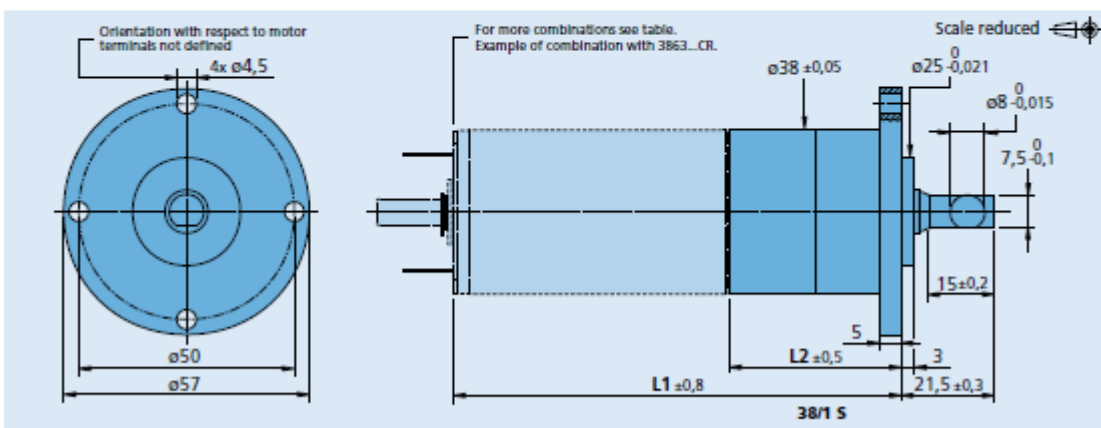 Orientation with respect to motor
terminals not defined
4x ø4,5
ø50
ø57
For more combinations see table.
Example of combination with 3863...CR.
Scale reduced
ø38 ±0,05
0
ø25 -0,021
0
ø8 -0,015
0
7,5 -0,1
15±0,2
5
L2 ±0,5
3
L1 ±0,8
21,5 ±0,3
38/1 S